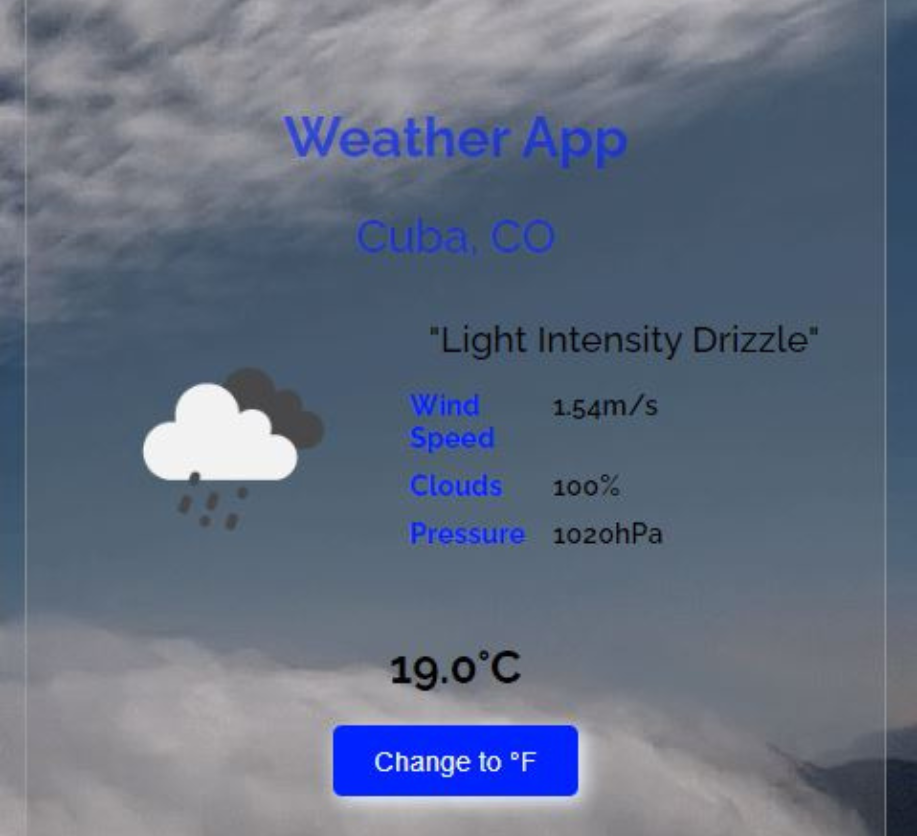 Weather App
Cuba, CO
"Light Intensity Drizzle"
Wind Speed 1.54m/s
Clouds 100%
Pressure 1020hPa
19.0°C
Change to °F